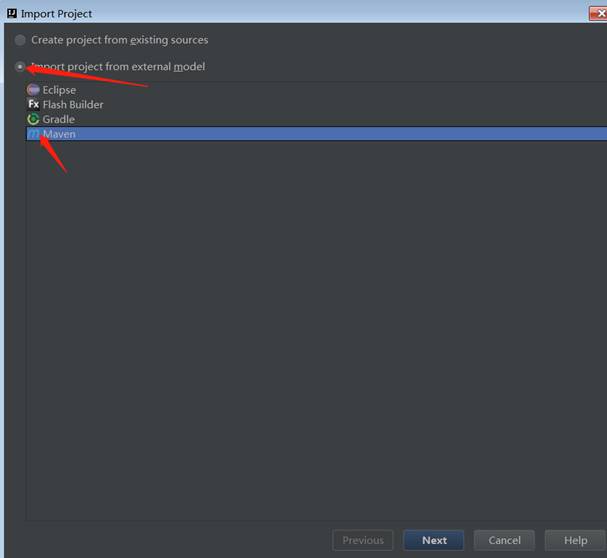 Import Project
Create project from existing sources
Import project from external model
Eclipse
Fx Flash Builder
Gradle
m Maven
Previous Next Cancel Help